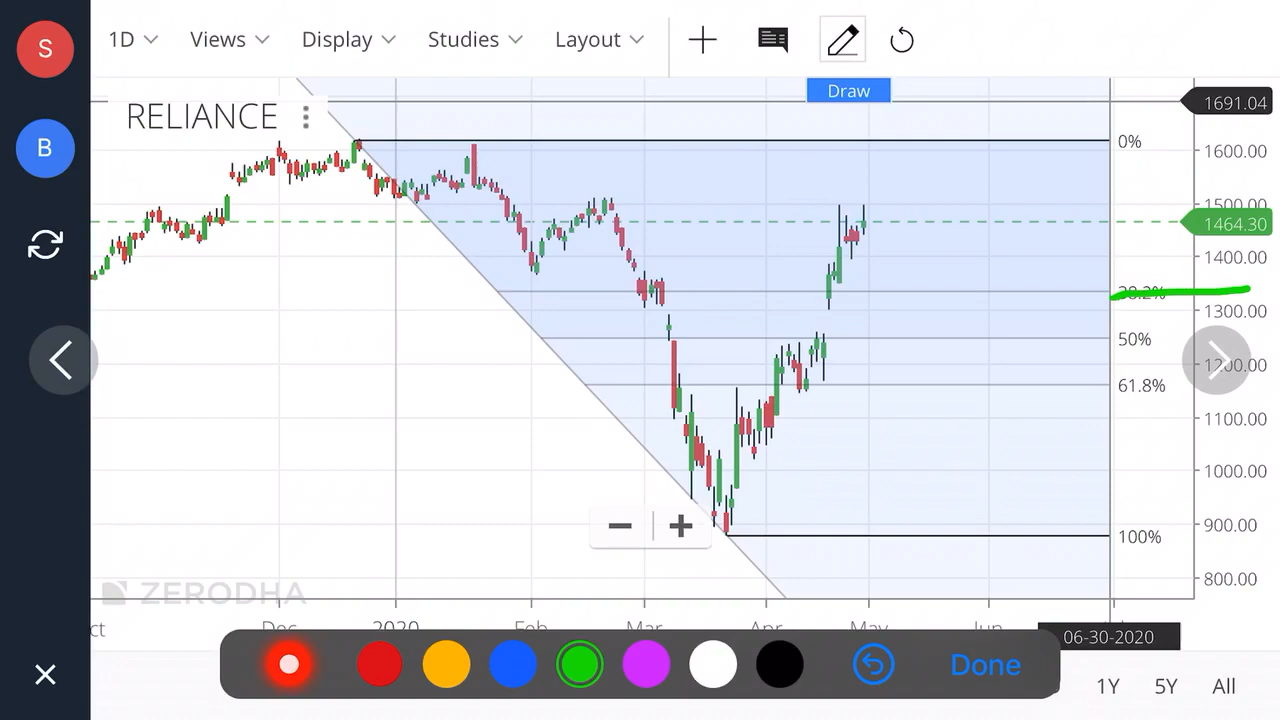 S
1D Views Display Studies Layout
Draw
RELIANCE
B
1691.04
0%
1600.00
1500.00
1464.30
1400.00
38.2%
1300.00
50%
1200.00
61.8%
1100.00
1000.00
900.00
100%
800.00
ZERODHA
Dec 2020 Feb Mar Apr May Jun
06-30-2020
Done
1Y 5Y All